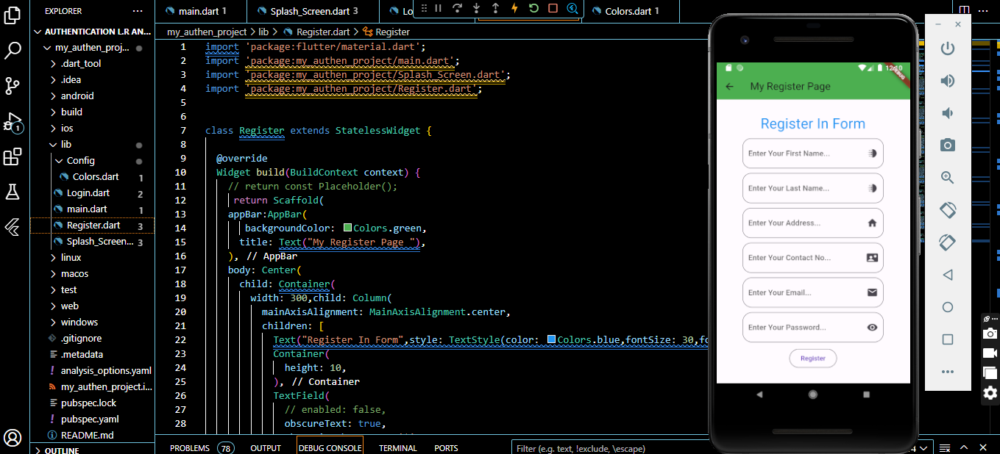 EXPLORER
AUTHENTICATION L.R AN...
my_authen_proj...
.dart_tool
.idea
android
build
ios
lib
Config
Colors.dart 1
Login.dart 2
main.dart 1
Register.dart 3
Splash_Screen... 3
linux
macos
test
web
windows
.gitignore
.metadata
analysis_options.yaml
my_authen_project.i...
pubspec.lock
pubspec.yaml
README.md
OUTLINE
1
main.dart 1
Splash_Screen.dart 3
Lo
Colors.dart 1
my_authen_project > lib > Register.dart > Register
1 import 'package:flutter/material.dart';
2 import 'package:my_authen_project/main.dart';
3 import 'package:my_authen_project/Splash_Screen.dart';
4 import 'package:my_authen_project/Register.dart';
5
6
7 class Register extends StatelessWidget {
8
9 @override
10 Widget build(BuildContext context) {
11 // return const Placeholder();
12 return Scaffold(
13 appBar:AppBar(
14 backgroundColor: Colors.green,
15 title: Text("My Register Page "),
16 ), // AppBar
17 body: Center(
18 child: Container(
19 width: 300,child: Column(
20 mainAxisAlignment: MainAxisAlignment.center,
21 children: [
22 Text("Register In Form",style: TextStyle(color: Colors.blue,fontSize: 30,fo
23 Container(
24 height: 10,
25 ), // Container
26 TextField(
27 // enabled: false,
28 obscureText: true,
PROBLEMS 78
OUTPUT
DEBUG CONSOLE
TERMINAL
PORTS
Filter (e.g. text, !exclude, \escape)
12:10
DEBUG
My Register Page
Register In Form
Enter Your First Name...
Enter Your Last Name...
Enter Your Address...
Enter Your Contact No...
Enter Your Email...
Enter Your Password...
Register